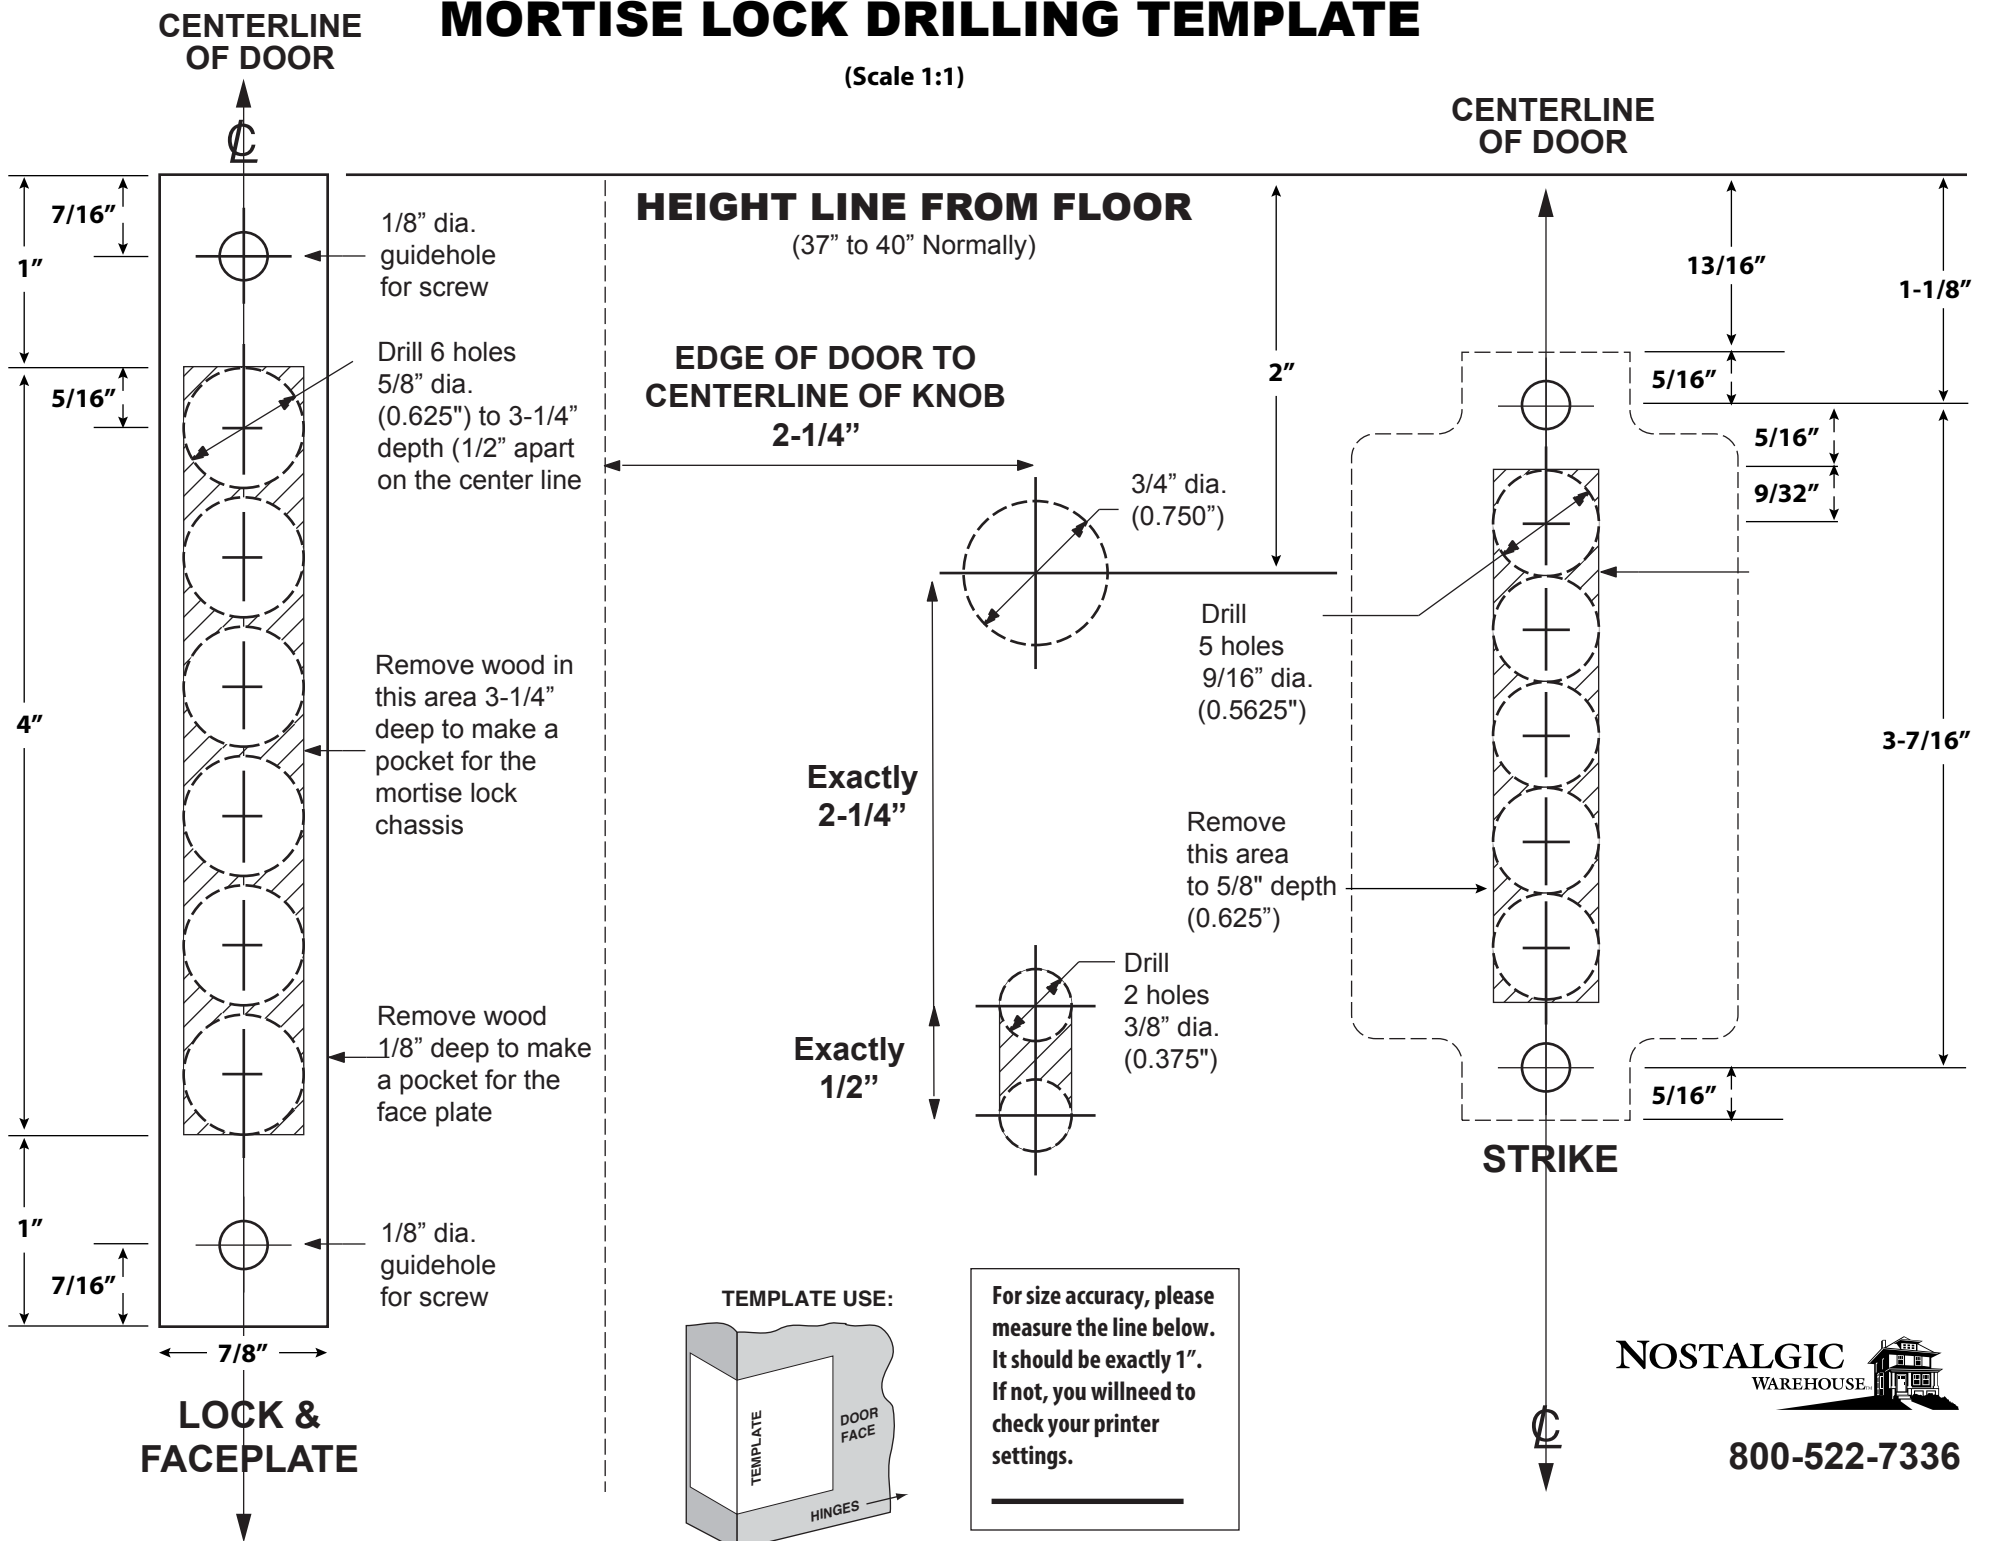 MORTISE LOCK DRILLING TEMPLATE
(Scale 1:1)
CENTERLINE
OF DOOR
℄
7/16”
1”
5/16”
4”
1”
7/16”
7/8”
LOCK &
FACEPLATE
1/8” dia.
guidehole
for screw
Drill 6 holes
5/8” dia.
(0.625") to 3-1/4”
depth (1/2” apart
on the center line
Remove wood in
this area 3-1/4”
deep to make a
pocket for the
mortise lock
chassis
Remove wood
1/8” deep to make
a pocket for the
face plate
1/8” dia.
guidehole
for screw
HEIGHT LINE FROM FLOOR
(37” to 40” Normally)
EDGE OF DOOR TO
CENTERLINE OF KNOB
2-1/4”
2”
3/4” dia.
(0.750”)
Exactly
2-1/4”
Exactly
1/2”
Drill
2 holes
3/8” dia.
(0.375")
Drill
5 holes
9/16” dia.
(0.5625")
Remove
this area
to 5/8" depth
(0.625”)
CENTERLINE
OF DOOR
13/16”
1-1/8”
5/16”
5/16”
9/32”
3-7/16”
5/16”
STRIKE
℄
TEMPLATE USE:
TEMPLATE
DOOR
FACE
HINGES
For size accuracy, please
measure the line below.
It should be exactly 1”.
If not, you willneed to
check your printer
settings.
NOSTALGIC
WAREHOUSE™
800-522-7336